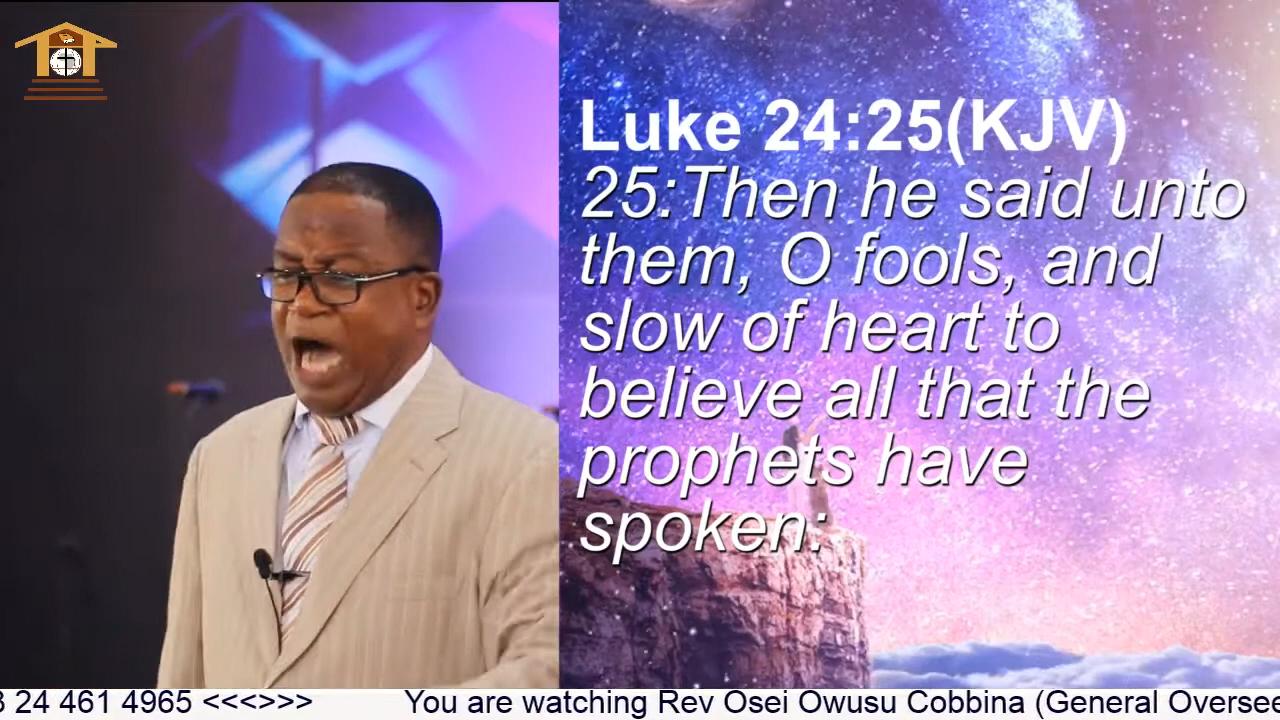 Luke 24:25(KJV)
25:Then he said unto
them, O fools, and
slow of heart to
believe all that the
prophets have
spoken:
24 461 4965 <<<>>> You are watching Rev Osei Owusu Cobbina (General